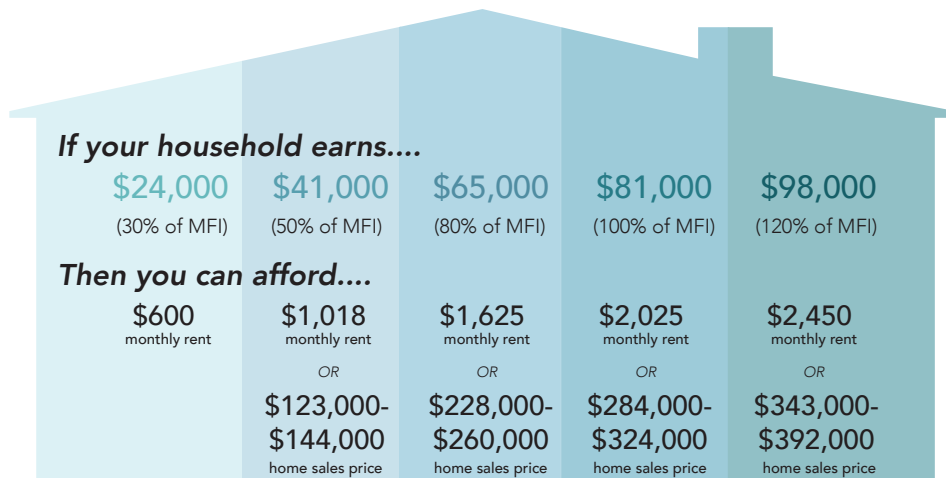 If your household earns....
$24,000 $41,000 $65,000 $81,000 $98,000
(30% of MFI) (50% of MFI) (80% of MFI) (100% of MFI) (120% of MFI)
Then you can afford....
$600 $1,018 $1,625 $2,025 $2,450
monthly rent monthly rent monthly rent monthly rent monthly rent
OR OR OR OR
$123,000- $228,000- $284,000- $343,000-
$144,000 $260,000 $324,000 $392,000
home sales price home sales price home sales price home sales price